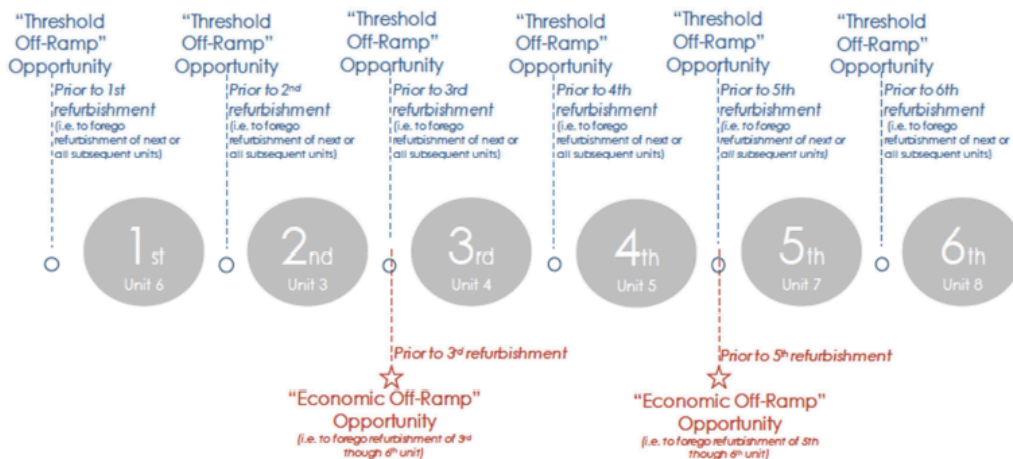 “Threshold
Off-Ramp”
Opportunity
Prior to 1st
refurbishment
(i.e. to forego
refurbishment of next or
all subsequent units)
“Threshold
Off-Ramp”
Opportunity
Prior to 2nd
refurbishment
(i.e. to forego
refurbishment of next or
all subsequent units)
“Threshold
Off-Ramp”
Opportunity
Prior to 3rd
refurbishment
(i.e. to forego
refurbishment of next or
all subsequent units)
“Threshold
Off-Ramp”
Opportunity
Prior to 4th
refurbishment
(i.e. to forego
refurbishment of next or
all subsequent units)
“Threshold
Off-Ramp”
Opportunity
Prior to 5th
refurbishment
(i.e. to forego
refurbishment of next or
all subsequent units)
“Threshold
Off-Ramp”
Opportunity
Prior to 6th
refurbishment
(i.e. to forego
refurbishment of next or
all subsequent units)
1st
Unit 6
2nd
Unit 3
3rd
Unit 4
4th
Unit 5
5th
Unit 7
6th
Unit 8
Prior to 3rd refurbishment
“Economic Off-Ramp”
Opportunity
(i.e. to forego refurbishment of 3rd
though 6th unit)
Prior to 5th refurbishment
“Economic Off-Ramp”
Opportunity
(i.e. to forego refurbishment of 5th
though 6th unit)